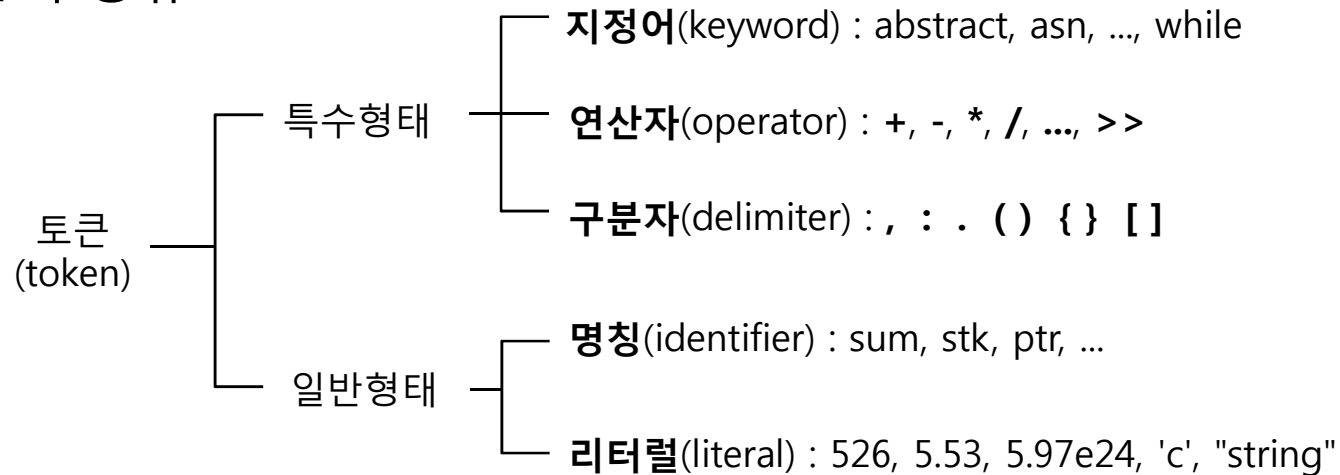 지정어(keyword) : abstract, asn, ..., while
특수형태
연산자(operator) : +, -, *, /, ..., >>
구분자(delimiter) : , : . ( ) { } [ ]
토큰
(token)
명칭(identifier) : sum, stk, ptr, ...
일반형태
리터럴(literal) : 526, 5.53, 5.97e24, 'c', "string"